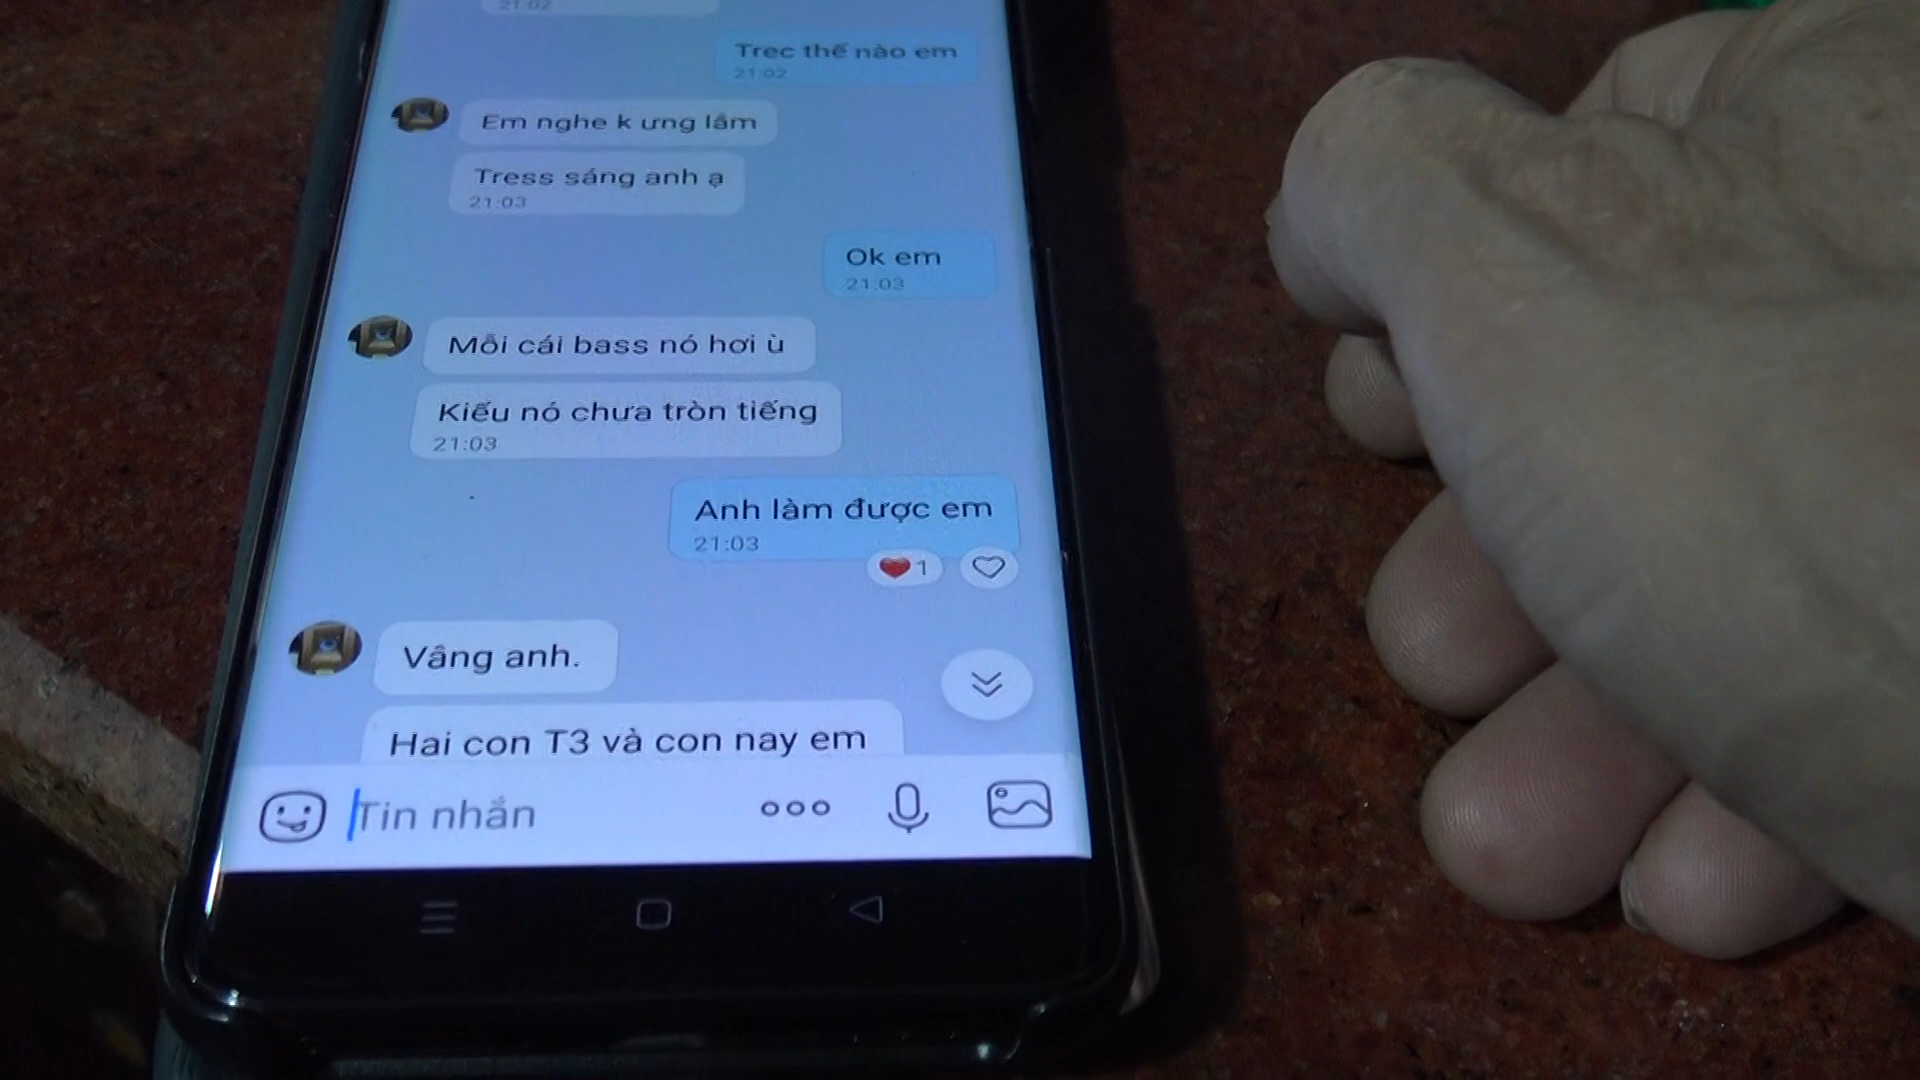 21:02
Trec thế nào em
21:02
Em nghe k ưng lắm
Tress sáng anh ạ
21:03
Ok em
21:03
Mỗi cái bass nó hơi ù
Kiểu nó chưa tròn tiếng
21:03
Anh làm được em
21:03
1
Vâng anh.
Hai con T3 và con nay em
Tin nhắn